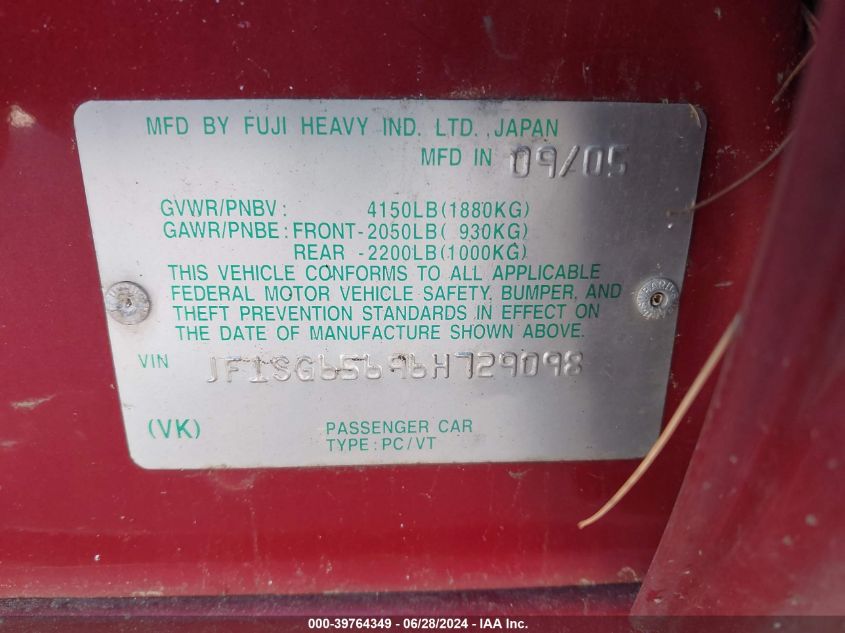 MFD BY FUJI HEAVY IND. LTD. JAPAN
MFD IN 09/05
GVWR/PNBV: 4150LB(1880KG)
GAWR/PNBE: FRONT-2050LB( 930KG)
REAR -2200LB(1000KG)
THIS VEHICLE CONFORMS TO ALL APPLICABLE
FEDERAL MOTOR VEHICLE SAFETY, BUMPER, AND
THEFT PREVENTION STANDARDS IN EFFECT ON
THE DATE OF MANUFACTURE SHOWN ABOVE.
VIN JF1SG65696H729098
(VK) PASSENGER CAR
TYPE: PC/VT
000-39764349 - 06/28/2024 - IAA Inc.